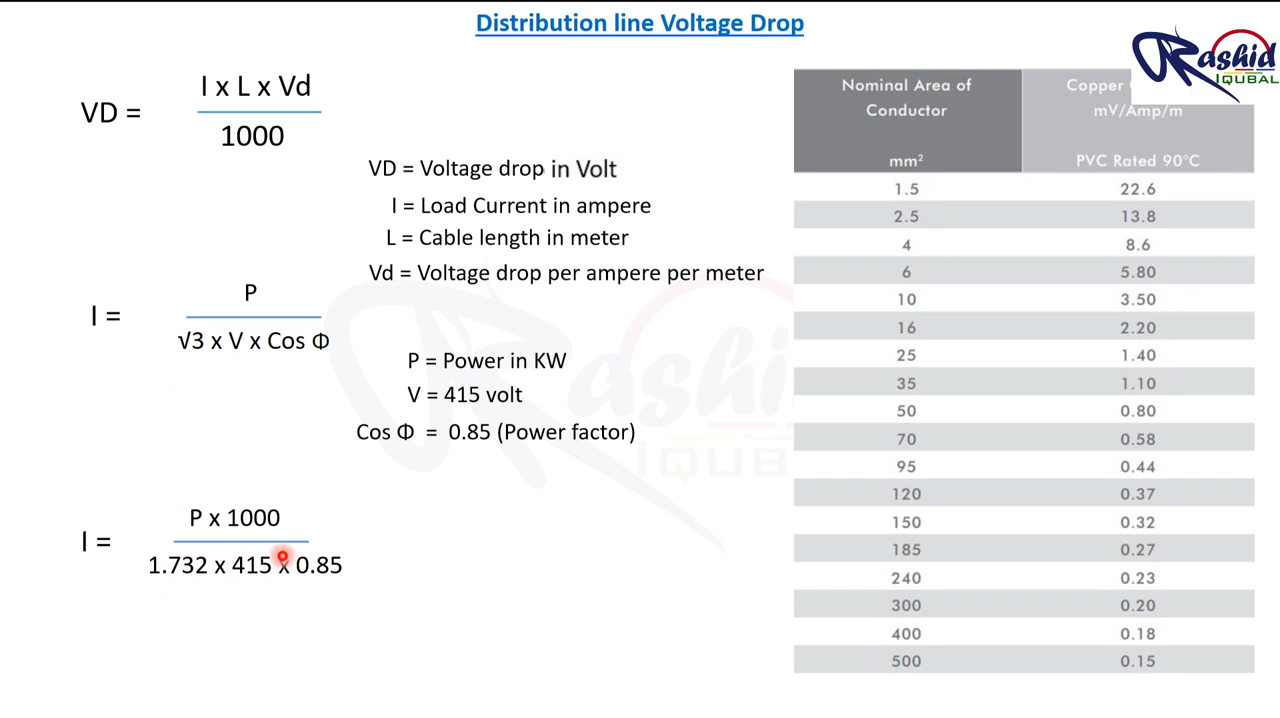 Distribution line Voltage Drop
Rashid
IQUBAL
I x L x Vd
VD =
1000
VD = Voltage drop in Volt
I = Load Current in ampere
L = Cable length in meter
Vd = Voltage drop per ampere per meter
P
I =
√3 x V x Cos Φ
P = Power in KW
V = 415 volt
Cos Φ = 0.85 (Power factor)
P x 1000
I =
1.732 x 415 x 0.85
Nominal Area of Conductor mm²
Copper
mV/Amp/m
PVC Rated 90°C
1.5 22.6
2.5 13.8
4 8.6
6 5.80
10 3.50
16 2.20
25 1.40
35 1.10
50 0.80
70 0.58
95 0.44
120 0.37
150 0.32
185 0.27
240 0.23
300 0.20
400 0.18
500 0.15
Rashi
IQUB